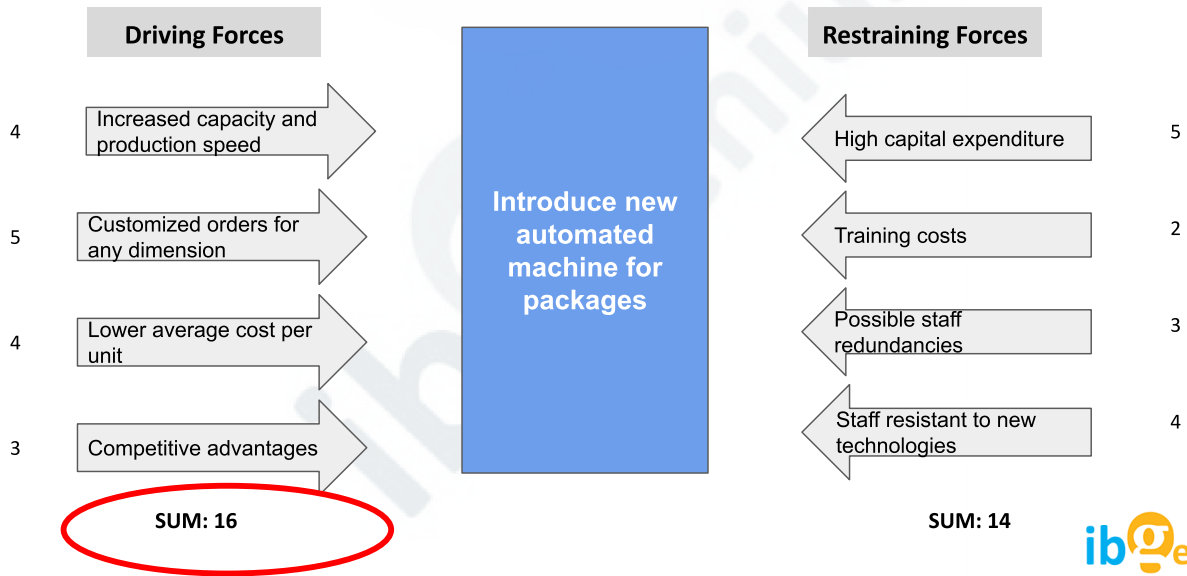 Driving Forces
Restraining Forces
4
Increased capacity and
production speed
5
Customized orders for
any dimension
4
Lower average cost per
unit
3
Competitive advantages
SUM: 16
Introduce new
automated
machine for
packages
High capital expenditure
5
Training costs
2
Possible staff
redundancies
3
Staff resistant to new
technologies
4
SUM: 14
ibge